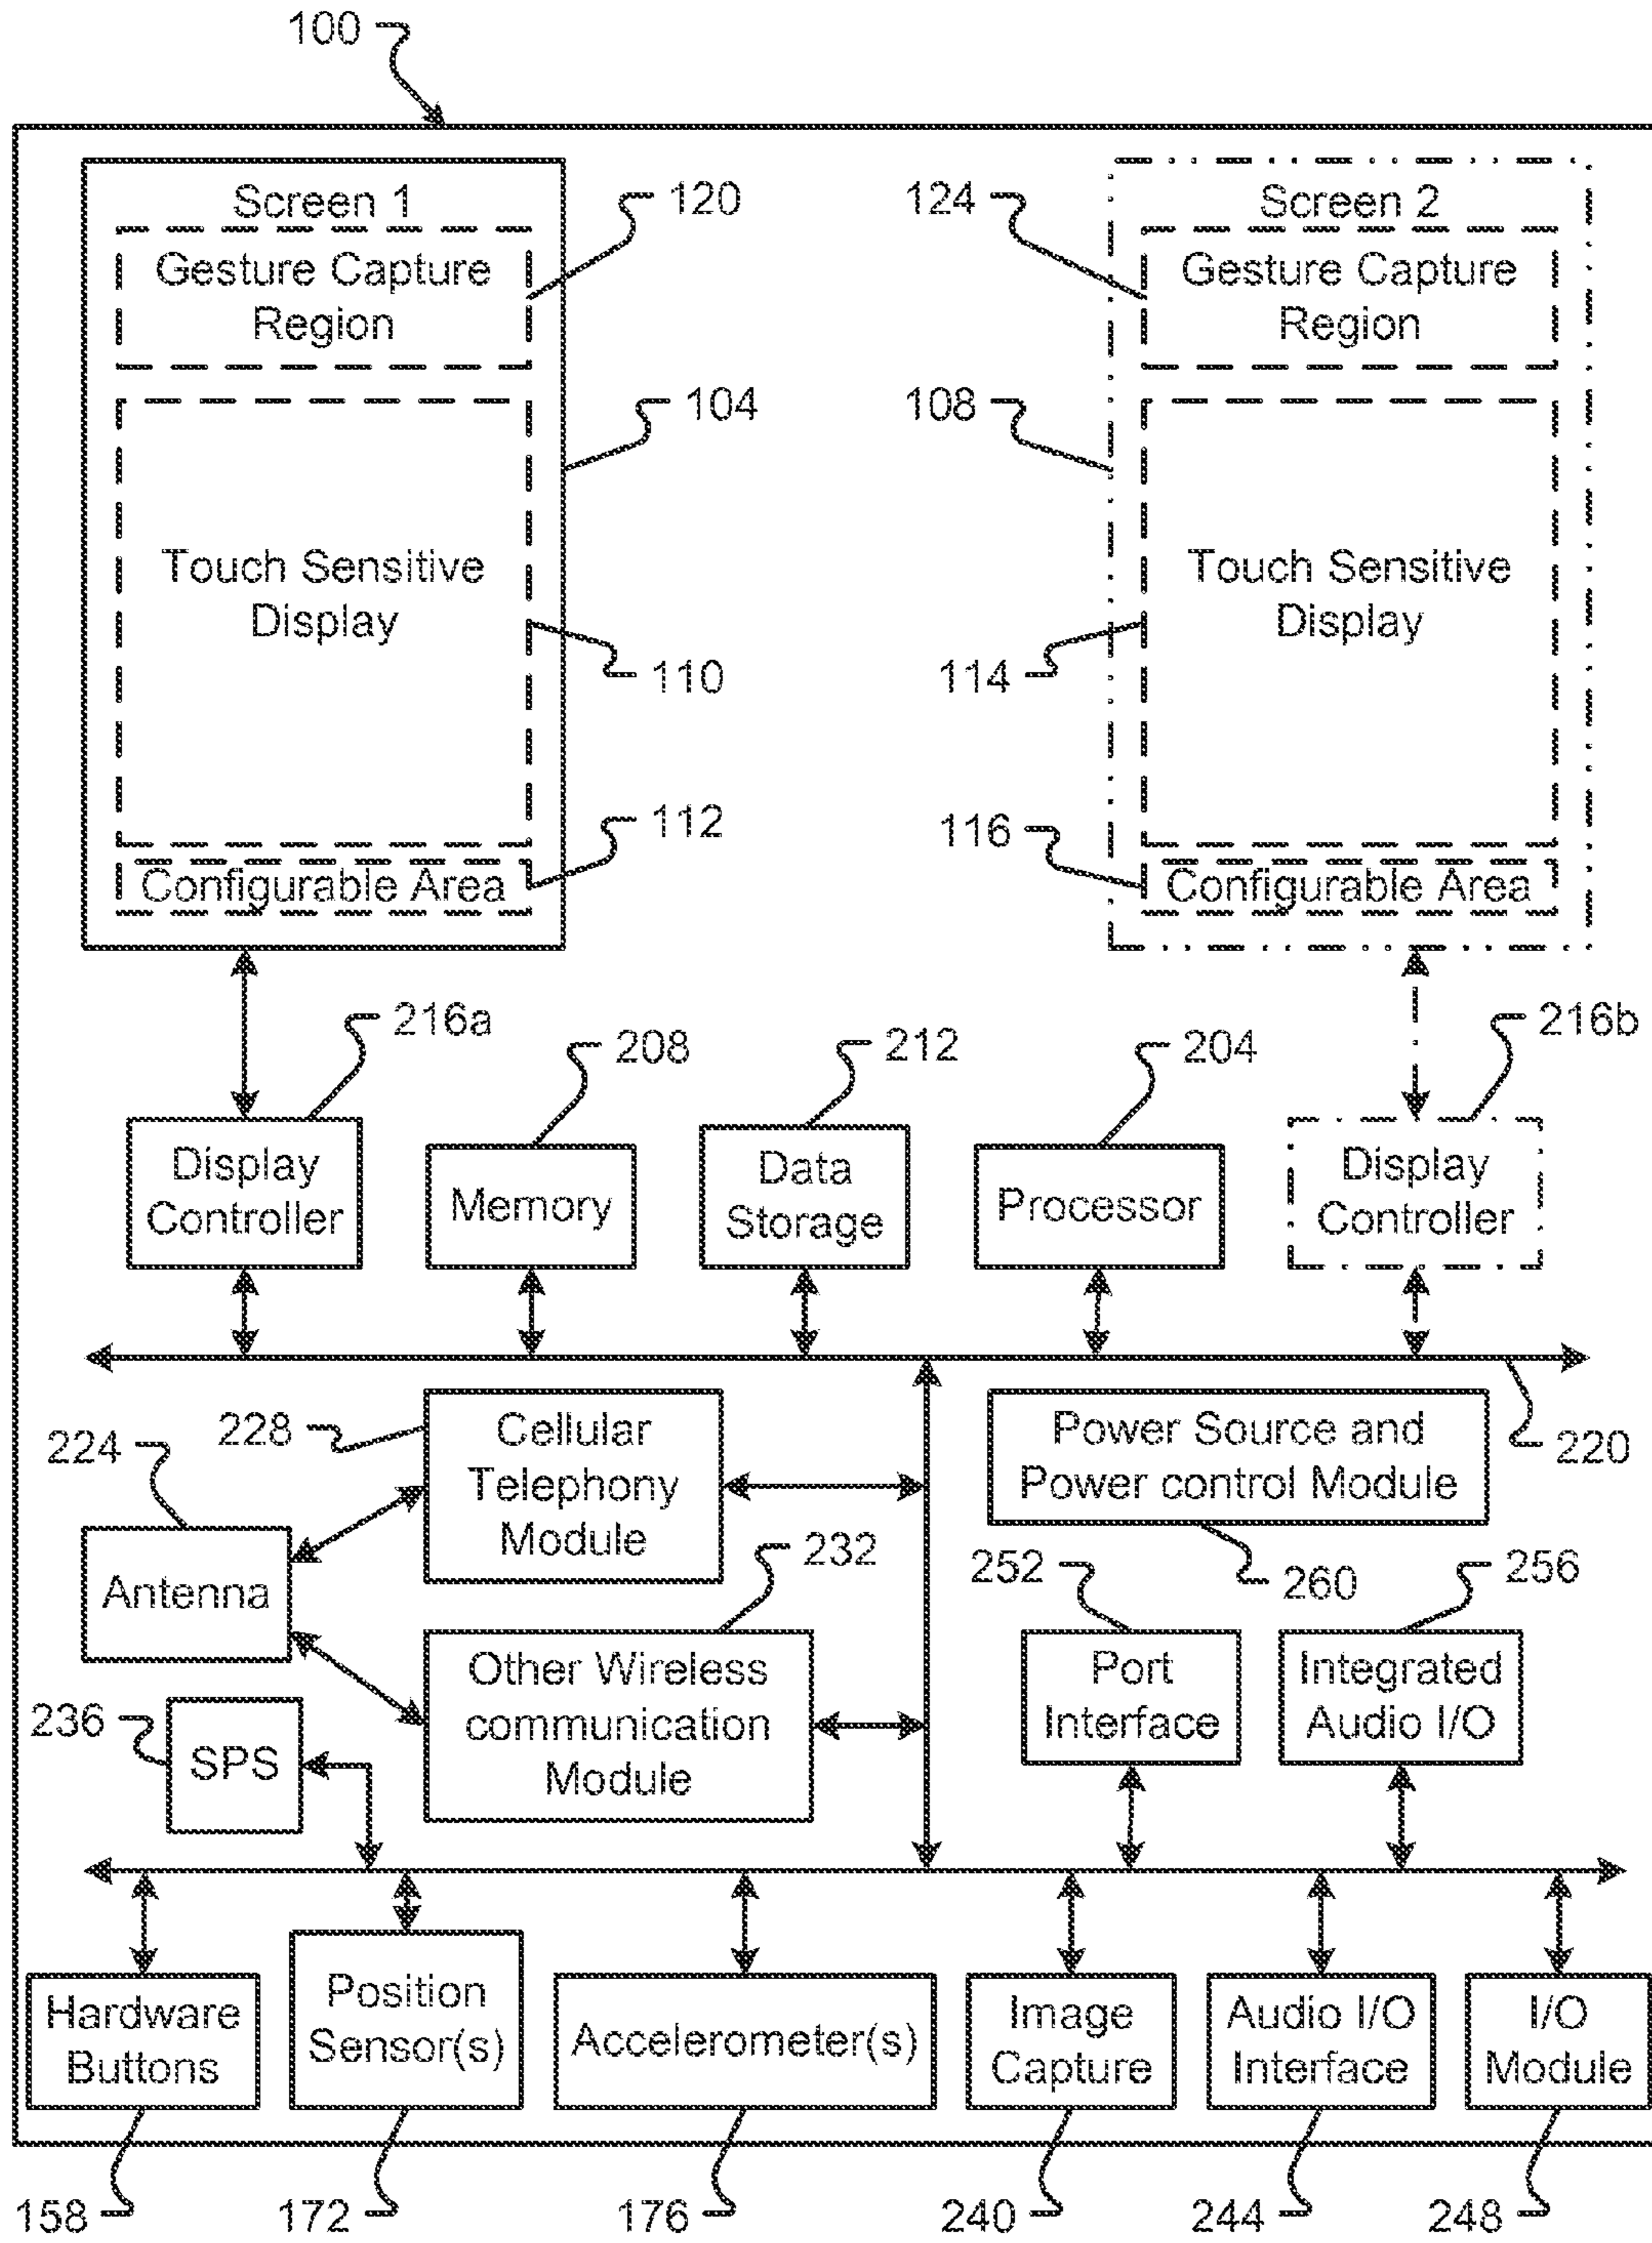 100
Screen 1
120
124
Screen 2
Gesture Capture
Region
Gesture Capture
Region
104
108
Touch Sensitive
Display
Touch Sensitive
Display
110
114
112
116
Configurable Area
Configurable Area
216a
208
212
204
216b
Display
Controller
Memory
Data
Storage
Processor
Display
Controller
224
228
Cellular
Telephony
Module
Power Source and
Power control Module
220
Antenna
232
252
260
256
236
SPS
Other Wireless
communication
Module
Port
Interface
Integrated
Audio I/O
Hardware
Buttons
Position
Sensor(s)
Accelerometer(s)
Image
Capture
Audio I/O
Interface
I/O
Module
158
172
176
240
244
248